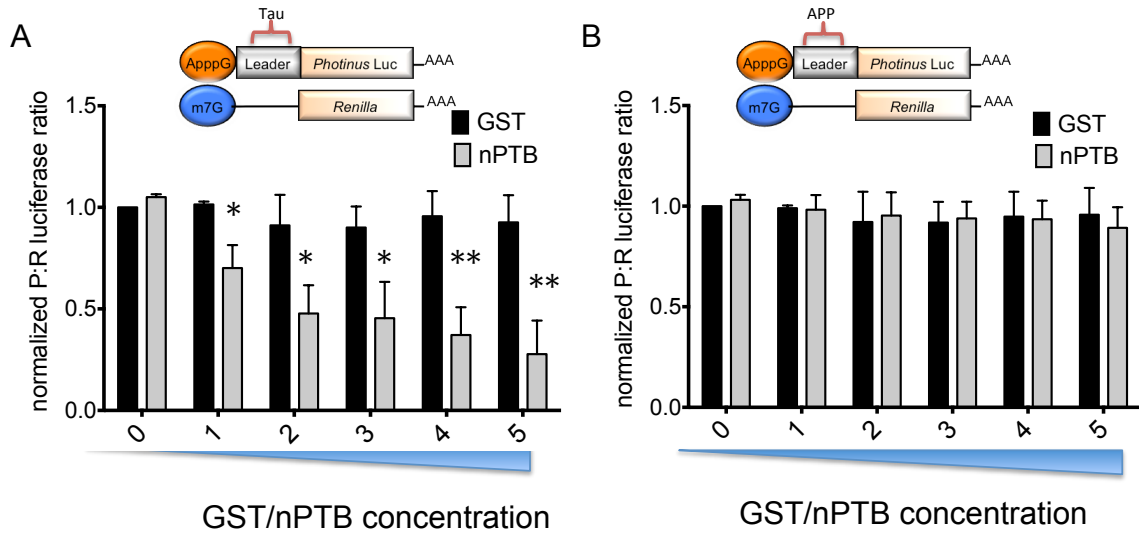 A
Tau
ApppG Leader Photinus Luc AAA
m7G Renilla AAA
GST
nPTB
normalized P:R luciferase ratio
1.5
1.0
0.5
0.0
* * * ** **
0 1 2 3 4 5
GST/nPTB concentration
B
APP
ApppG Leader Photinus Luc AAA
m7G Renilla AAA
GST
nPTB
normalized P:R luciferase ratio
1.5
1.0
0.5
0.0
0 1 2 3 4 5
GST/nPTB concentration